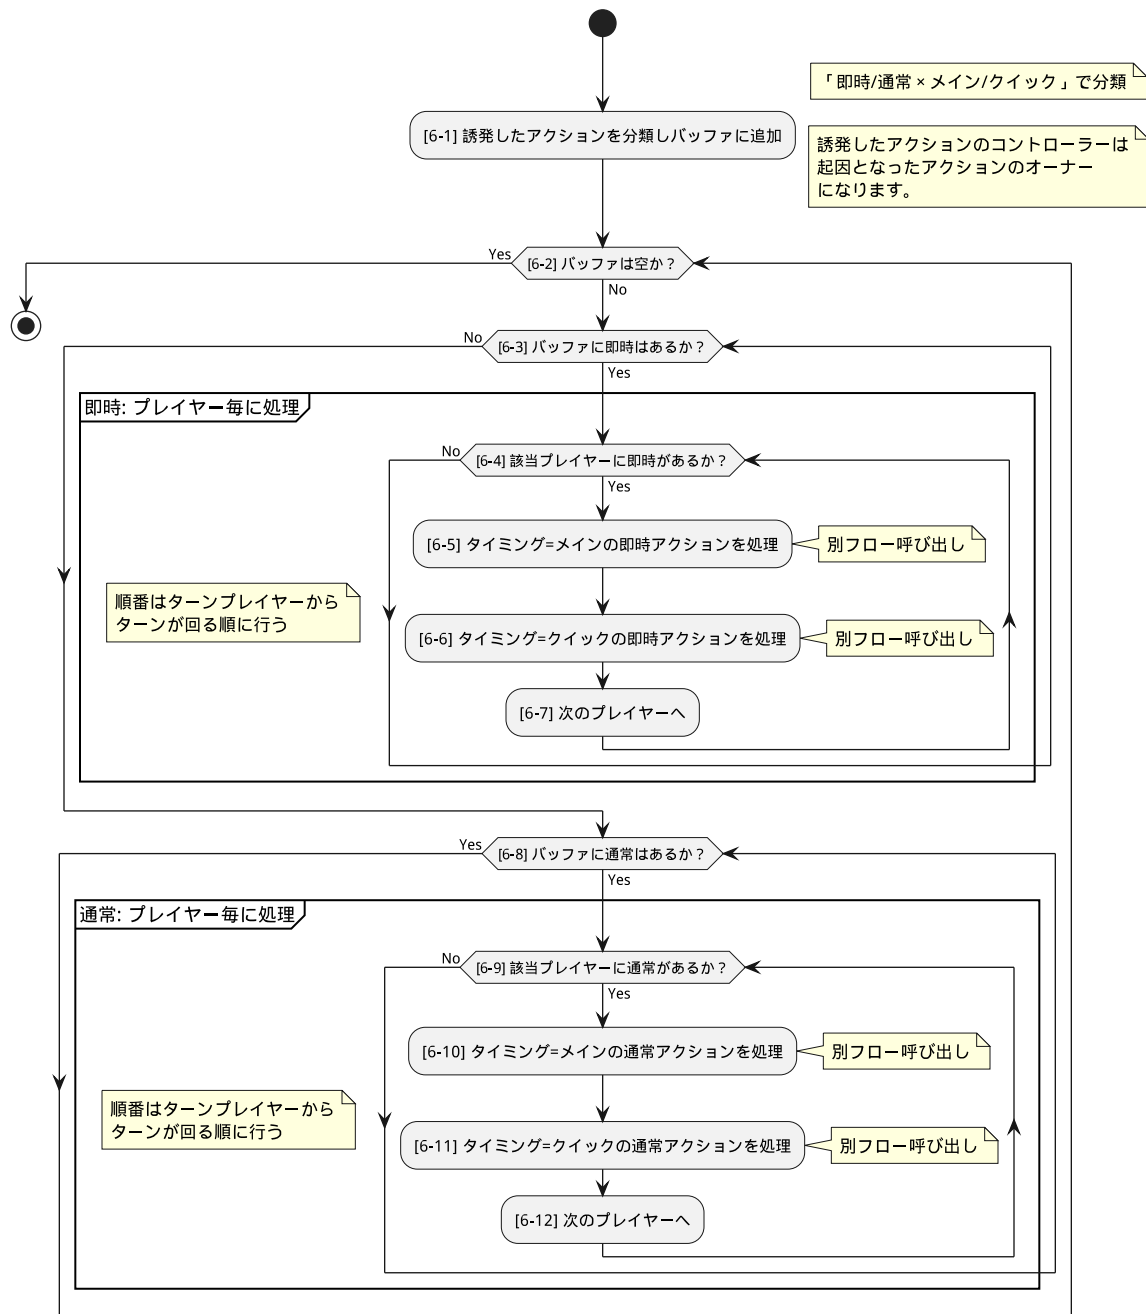 「即時/通常 × メイン/クイック」で分類
[6-1] 誘発したアクションを分類しバッファに追加
誘発したアクションのコントローラーは
起因となったアクションのオーナー
になります。
Yes
[6-2] バッファは空か？
No
No
[6-3] バッファに即時はあるか？
Yes
即時: プレイヤー毎に処理
No
[6-4] 該当プレイヤーに即時があるか？
Yes
[6-5] タイミング=メインの即時アクションを処理
別フロー呼び出し
順番はターンプレイヤーから
ターンが回る順に行う
[6-6] タイミング=クイックの即時アクションを処理
別フロー呼び出し
[6-7] 次のプレイヤーへ
Yes
[6-8] バッファに通常はあるか？
Yes
通常: プレイヤー毎に処理
No
[6-9] 該当プレイヤーに通常があるか？
Yes
[6-10] タイミング=メインの通常アクションを処理
別フロー呼び出し
順番はターンプレイヤーから
ターンが回る順に行う
[6-11] タイミング=クイックの通常アクションを処理
別フロー呼び出し
[6-12] 次のプレイヤーへ